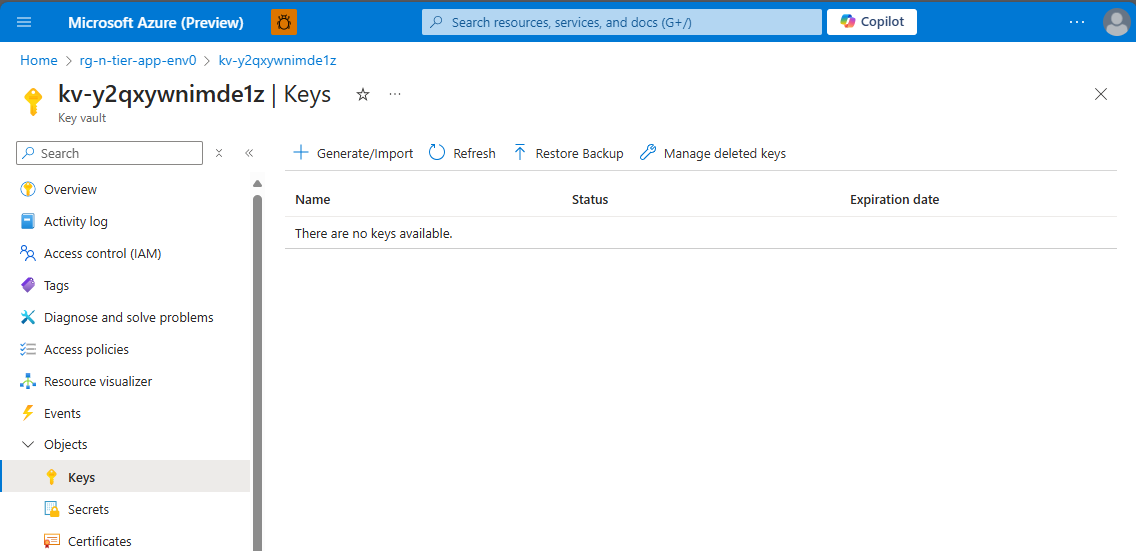 Microsoft Azure (Preview)
Search resources, services, and docs (G+/)
Copilot
Home > rg-n-tier-app-env0 > kv-y2qxywnimde1z
kv-y2qxywnimde1z | Keys
Key vault
Search
Generate/Import
Refresh
Restore Backup
Manage deleted keys
Name Status Expiration date
There are no keys available.
Overview
Activity log
Access control (IAM)
Tags
Diagnose and solve problems
Access policies
Resource visualizer
Events
Objects
Keys
Secrets
Certificates